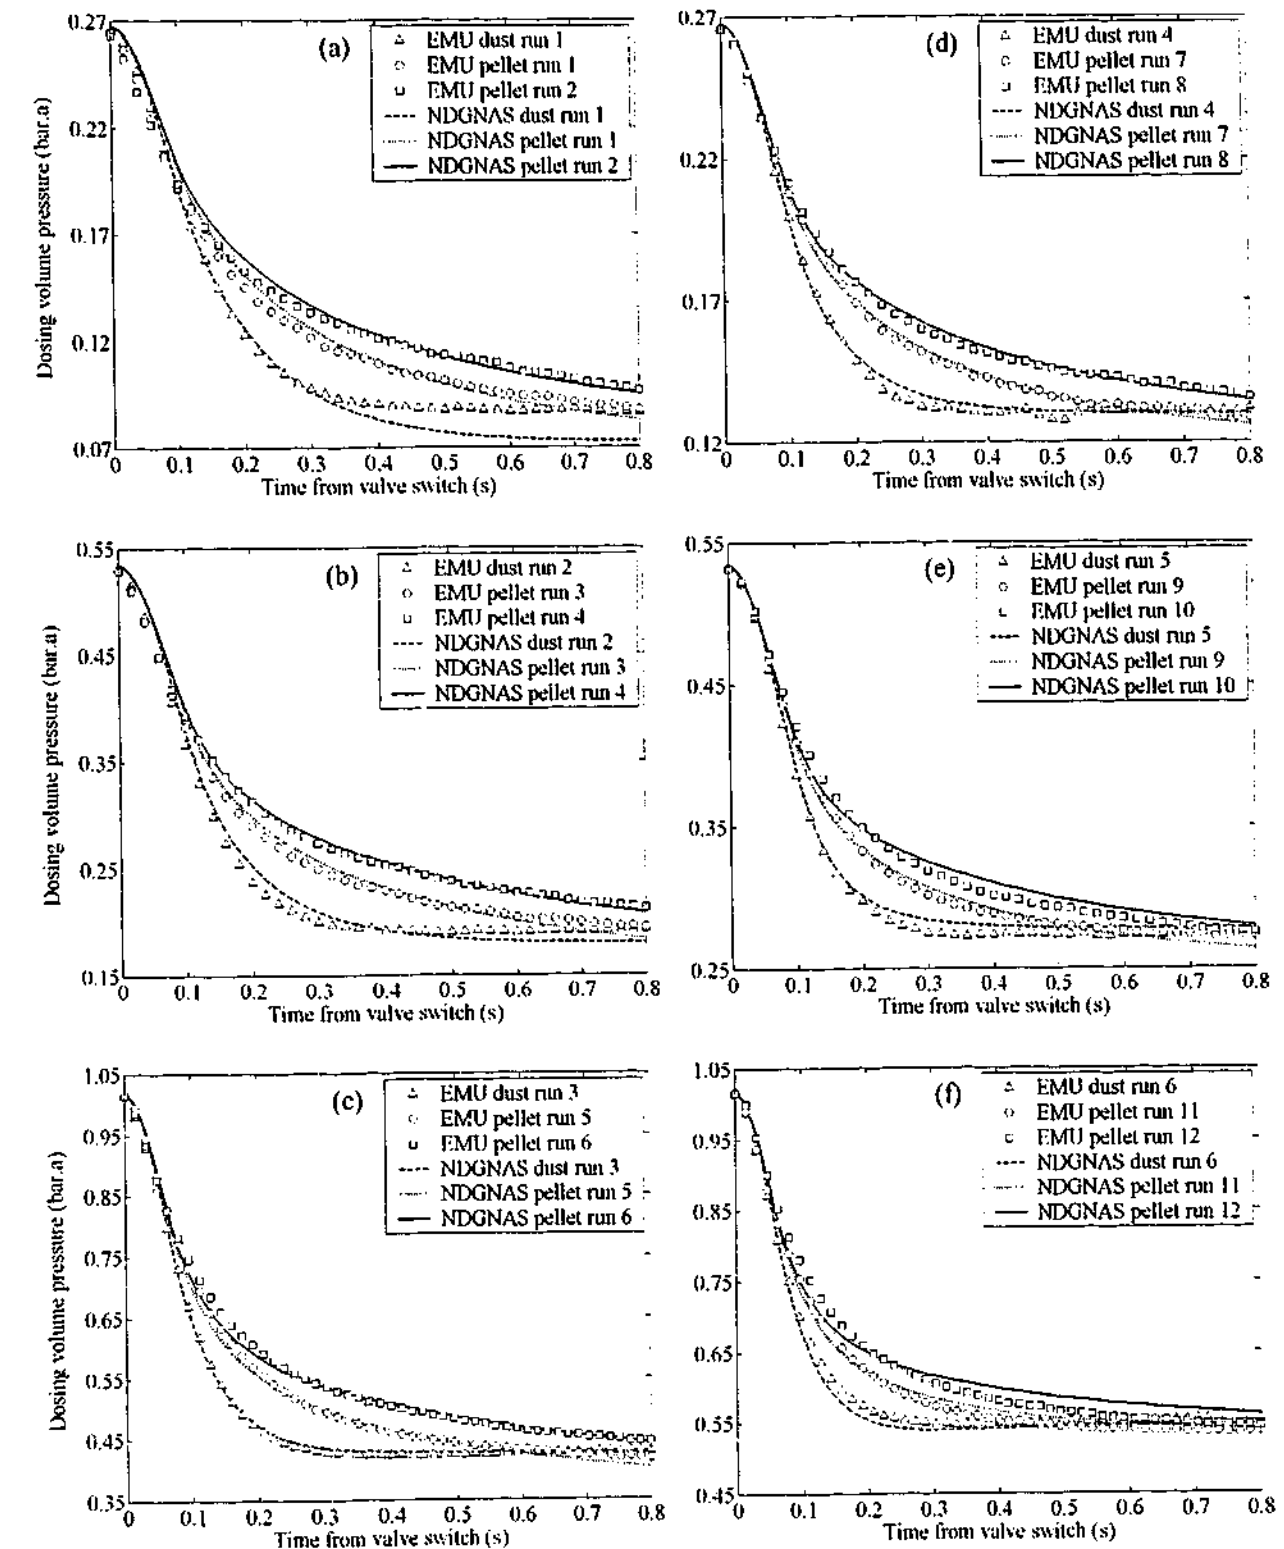 (a)
EMU dust run 1
EMU pellet run 1
EMU pellet run 2
NDGNAS dust run 1
NDGNAS pellet run 1
NDGNAS pellet run 2
Dosing volume pressure (bar.a)
0.27
0.22
0.17
0.12
0.07
0 0.1 0.2 0.3 0.4 0.5 0.6 0.7 0.8
Time from valve switch (s)
(d)
EMU dust run 4
EMU pellet run 7
EMU pellet run 8
NDGNAS dust run 4
NDGNAS pellet run 7
NDGNAS pellet run 8
0.27
0.22
0.17
0.12
0 0.1 0.2 0.3 0.4 0.5 0.6 0.7 0.8
Time from valve switch (s)
(b)
EMU dust run 2
EMU pellet run 3
EMU pellet run 4
NDGNAS dust run 2
NDGNAS pellet run 3
NDGNAS pellet run 4
Dosing volume pressure (bar.a)
0.55
0.45
0.35
0.25
0.15
0 0.1 0.2 0.3 0.4 0.5 0.6 0.7 0.8
Time from valve switch (s)
(e)
EMU dust run 5
EMU pellet run 9
EMU pellet run 10
NDGNAS dust run 5
NDGNAS pellet run 9
NDGNAS pellet run 10
0.55
0.45
0.35
0.25
0 0.1 0.2 0.3 0.4 0.5 0.6 0.7 0.8
Time from valve switch (s)
(c)
EMU dust run 3
EMU pellet run 5
EMU pellet run 6
NDGNAS dust run 3
NDGNAS pellet run 5
NDGNAS pellet run 6
Dosing volume pressure (bar.a)
1.05
0.95
0.85
0.75
0.65
0.55
0.45
0.35
0 0.1 0.2 0.3 0.4 0.5 0.6 0.7 0.8
Time from valve switch (s)
(f)
EMU dust run 6
EMU pellet run 11
EMU pellet run 12
NDGNAS dust run 6
NDGNAS pellet run 11
NDGNAS pellet run 12
1.05
0.95
0.85
0.75
0.65
0.55
0.45
0 0.1 0.2 0.3 0.4 0.5 0.6 0.7 0.8
Time from valve switch (s)